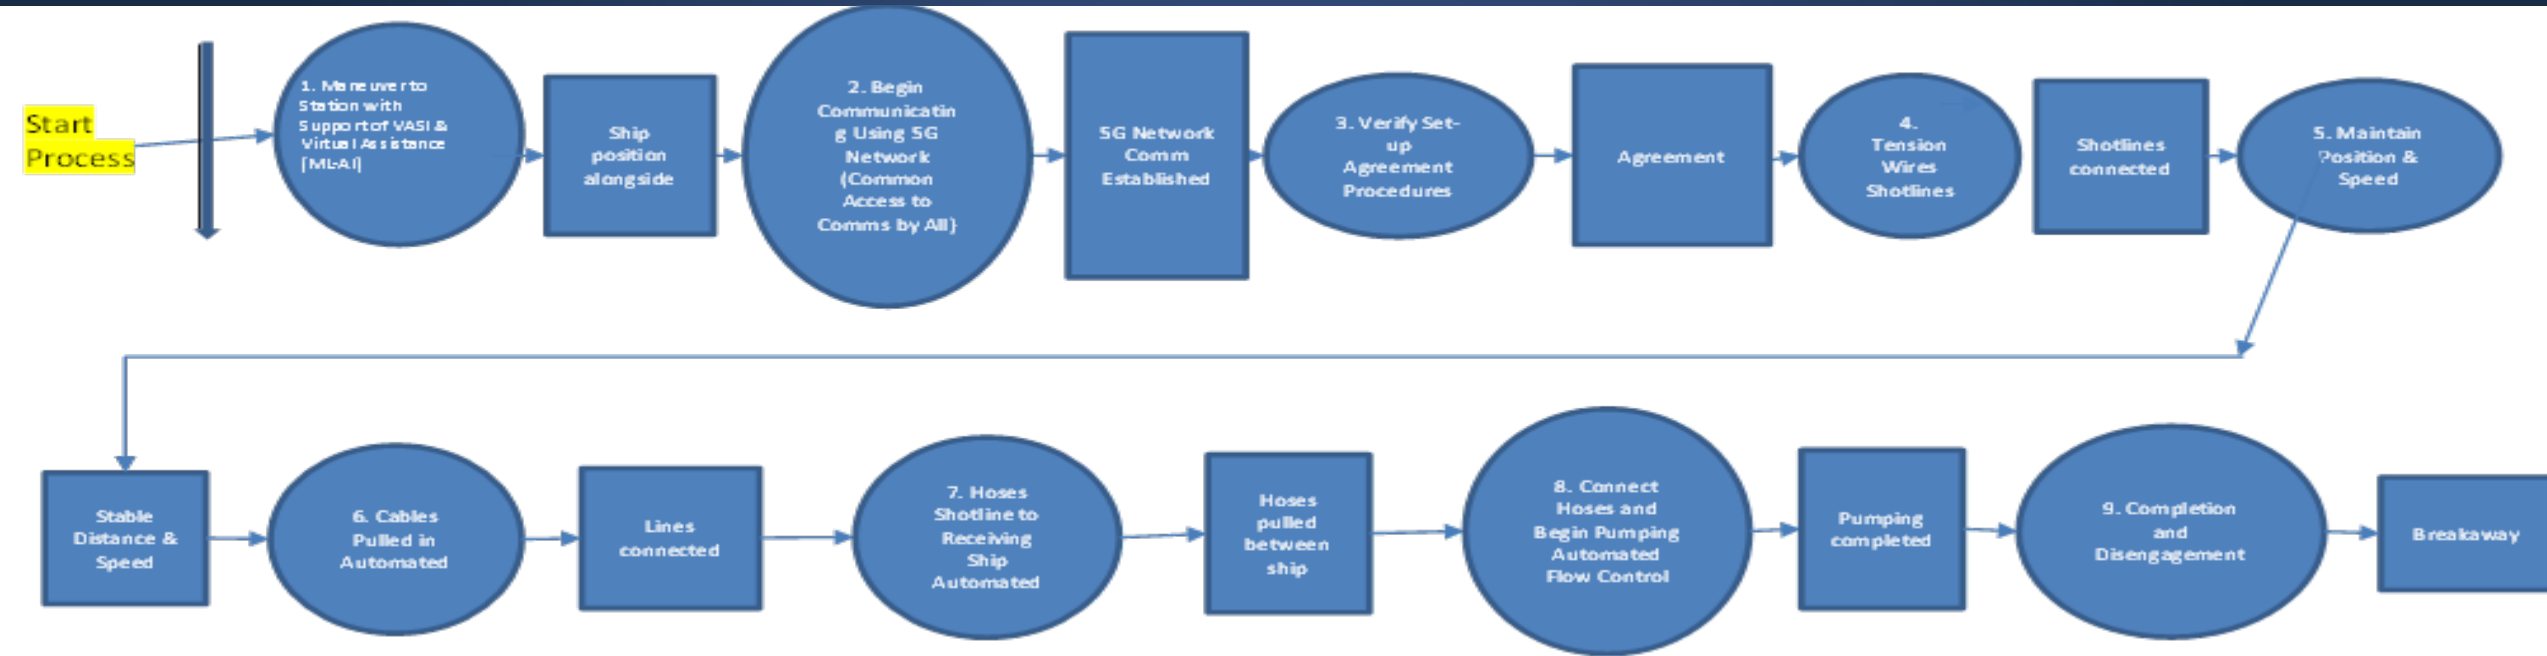 Start
Process
1. Maneuver to
Station with
Support of VASI &
Virtual Assistance
[ML-AI]
Ship
position
alongside
2. Begin
Communicatin
g Using 5G
Network
(Common
Access to
Comms by All)
5G Network
Comm
Established
3. Verify Set-
up
Agreement
Procedures
Agreement
4.
Tension
Wires
Shotlines
Shotlines
connected
5. Maintain
Position &
Speed
Stable
Distance &
Speed
6. Cables
Pulled in
Automated
Lines
connected
7. Hoses
Shotline to
Receiving
Ship
Automated
Hoses
pulled
between
ship
8. Connect
Hoses and
Begin Pumping
Automated
Flow Control
Pumping
completed
9. Completion
and
Disengagement
Breakaway